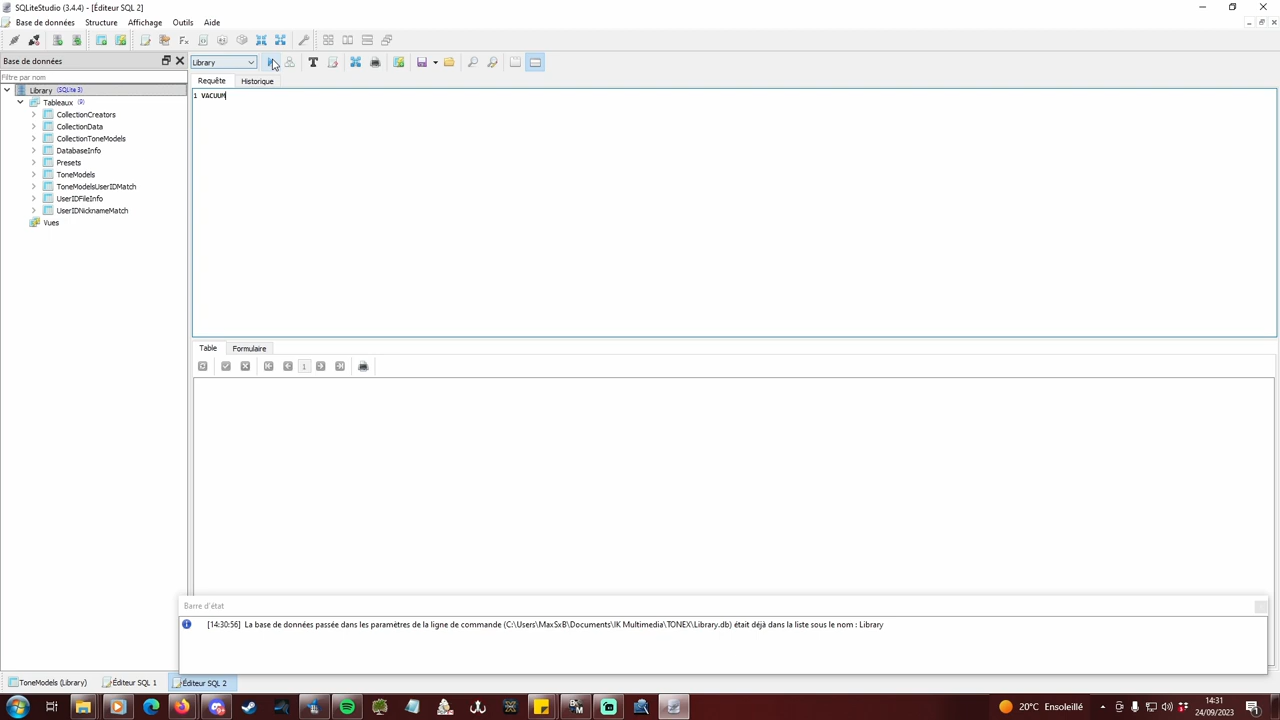 SQLiteStudio (3.4.4) - [Éditeur SQL 2]
Base de données Structure Affichage Outils Aide
Base de données
Library
Requête Historique
Filtre par nom
Library (SQLite 3)
1 VACUUM
Tableaux (9)
CollectionCreators
CollectionData
CollectionToneModels
DatabaseInfo
Presets
ToneModels
ToneModelsUserIDMatch
UserIDFileInfo
UserIDNicknameMatch
Vues
Table Formulaire
1
Barre d'état
[14:30:56] La base de données passée dans les paramètres de la ligne de commande (C:\Users\MaxSxB\Documents\IK Multimedia\TONEX\Library.db) était déjà dans la liste sous le nom : Library
ToneModels (Library) Éditeur SQL 1 Éditeur SQL 2
20°C Ensoleillé
14:31
24/09/2023